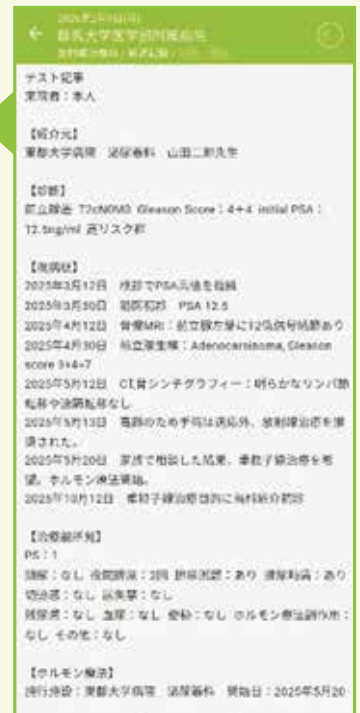 群馬大学医学部附属病院
テスト記事
来院者：本人
【紹介元】
東都大学病院 泌尿器科 山田二郎先生
【診断】
前立腺癌 T2cN0M0 Gleason Score：4+4 initial PSA：
12.5ng/ml 高リスク群
【現病歴】
2025年3月12日 検診でPSA高値を指摘
2025年3月30日 PSA 12.5
2025年4月12日 骨盤MRI：前立腺左葉に12 低信号結節あり
2025年4月30日 前立腺生検：Adenocarcinoma, Gleason
score 3+4=7
2025年5月12日 CT,骨シンチグラフィー：明らかなリンパ節
転移や遠隔転移なし
2025年5月13日 高齢のため手術は適応外、放射線治療を推
奨された。
2025年5月20日 家族で相談した結果、重粒子線治療を希
望。ホルモン療法開始。
2025年10月12日 重粒子線治療目的に当科紹介初診
【治療前所見】
PS：1
頻尿：なし 夜間排尿：2回 排尿困難：あり 排尿時痛：あり
切迫感：なし 尿失禁：なし
残尿感：なし 血尿：なし 便秘：なし ホルモン療法副作用：
なし その他：なし
【ホルモン療法】
施行施設：東都大学病院 泌尿器科 開始日：2025年5月20